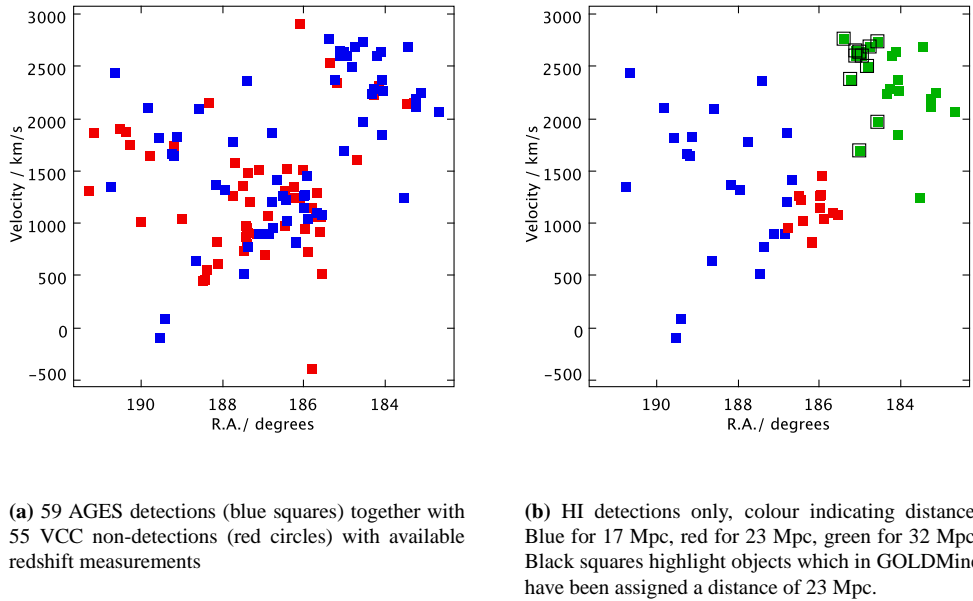 3000
2500
2000
1500
1000
500
0
−500
Velocity / km/s
190
188
186
184
R.A./ degrees
3000
2500
2000
1500
1000
500
0
−500
Velocity / km/s
190
188
186
184
R.A./ degrees
(a) 59 AGES detections (blue squares) together with
55 VCC non-detections (red circles) with available
redshift measurements
(b) HI detections only, colour indicating distance
Blue for 17 Mpc, red for 23 Mpc, green for 32 Mpc
Black squares highlight objects which in GOLDMine
have been assigned a distance of 23 Mpc.